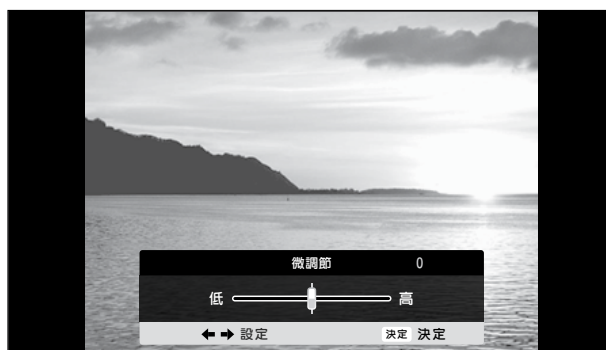 微調節 0
低 高
← → 設定 決定 決定